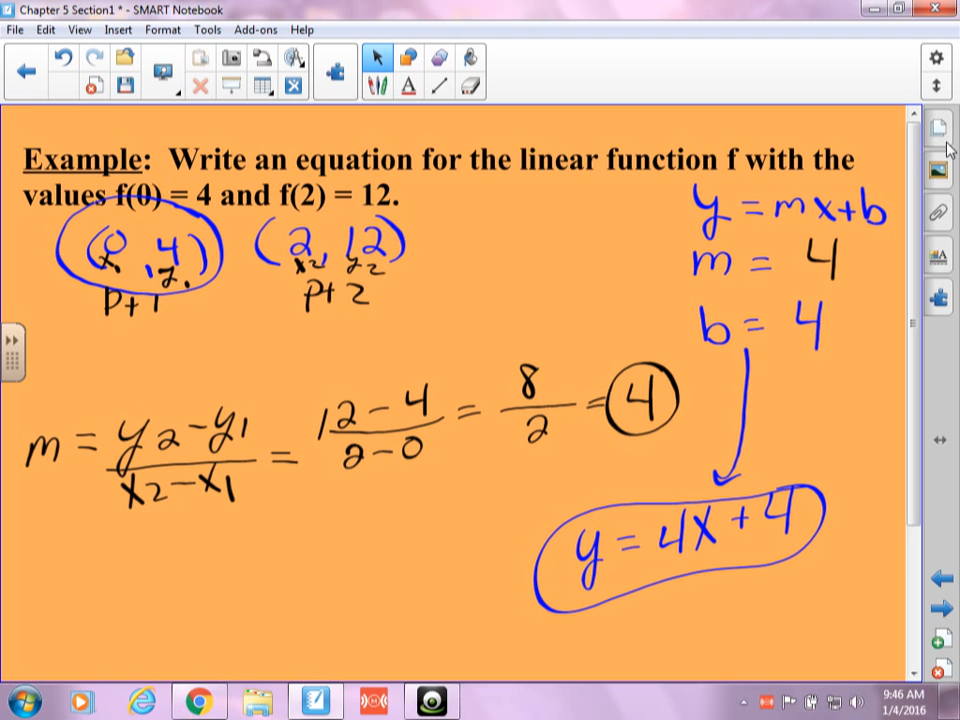 Chapter 5 Section1 * - SMART Notebook
File Edit View Insert Format Tools Add-ons Help
Example: Write an equation for the linear function f with the
values f(0) = 4 and f(2) = 12.
y = mx+b
(0, 4) (2, 12)
x1 y1 x2 y2
m = 4
pt 1 pt 2
b = 4
m = y2-y1 / x2-x1 = 12-4 / 2-0 = 8 / 2 = 4
y = 4x+4
9:46 AM
1/4/2016